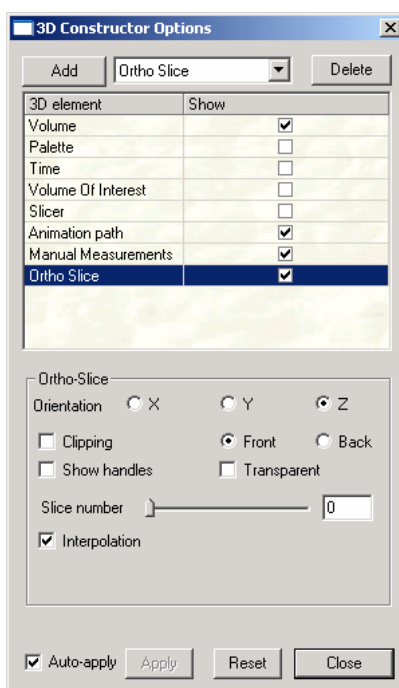 3D Constructor Options
Add Ortho Slice Delete
3D element Show
Volume
Palette
Time
Volume Of Interest
Slicer
Animation path
Manual Measurements
Ortho Slice
Ortho-Slice
Orientation X Y Z
Clipping Front Back
Show handles Transparent
Slice number 0
Interpolation
Auto-apply Apply Reset Close